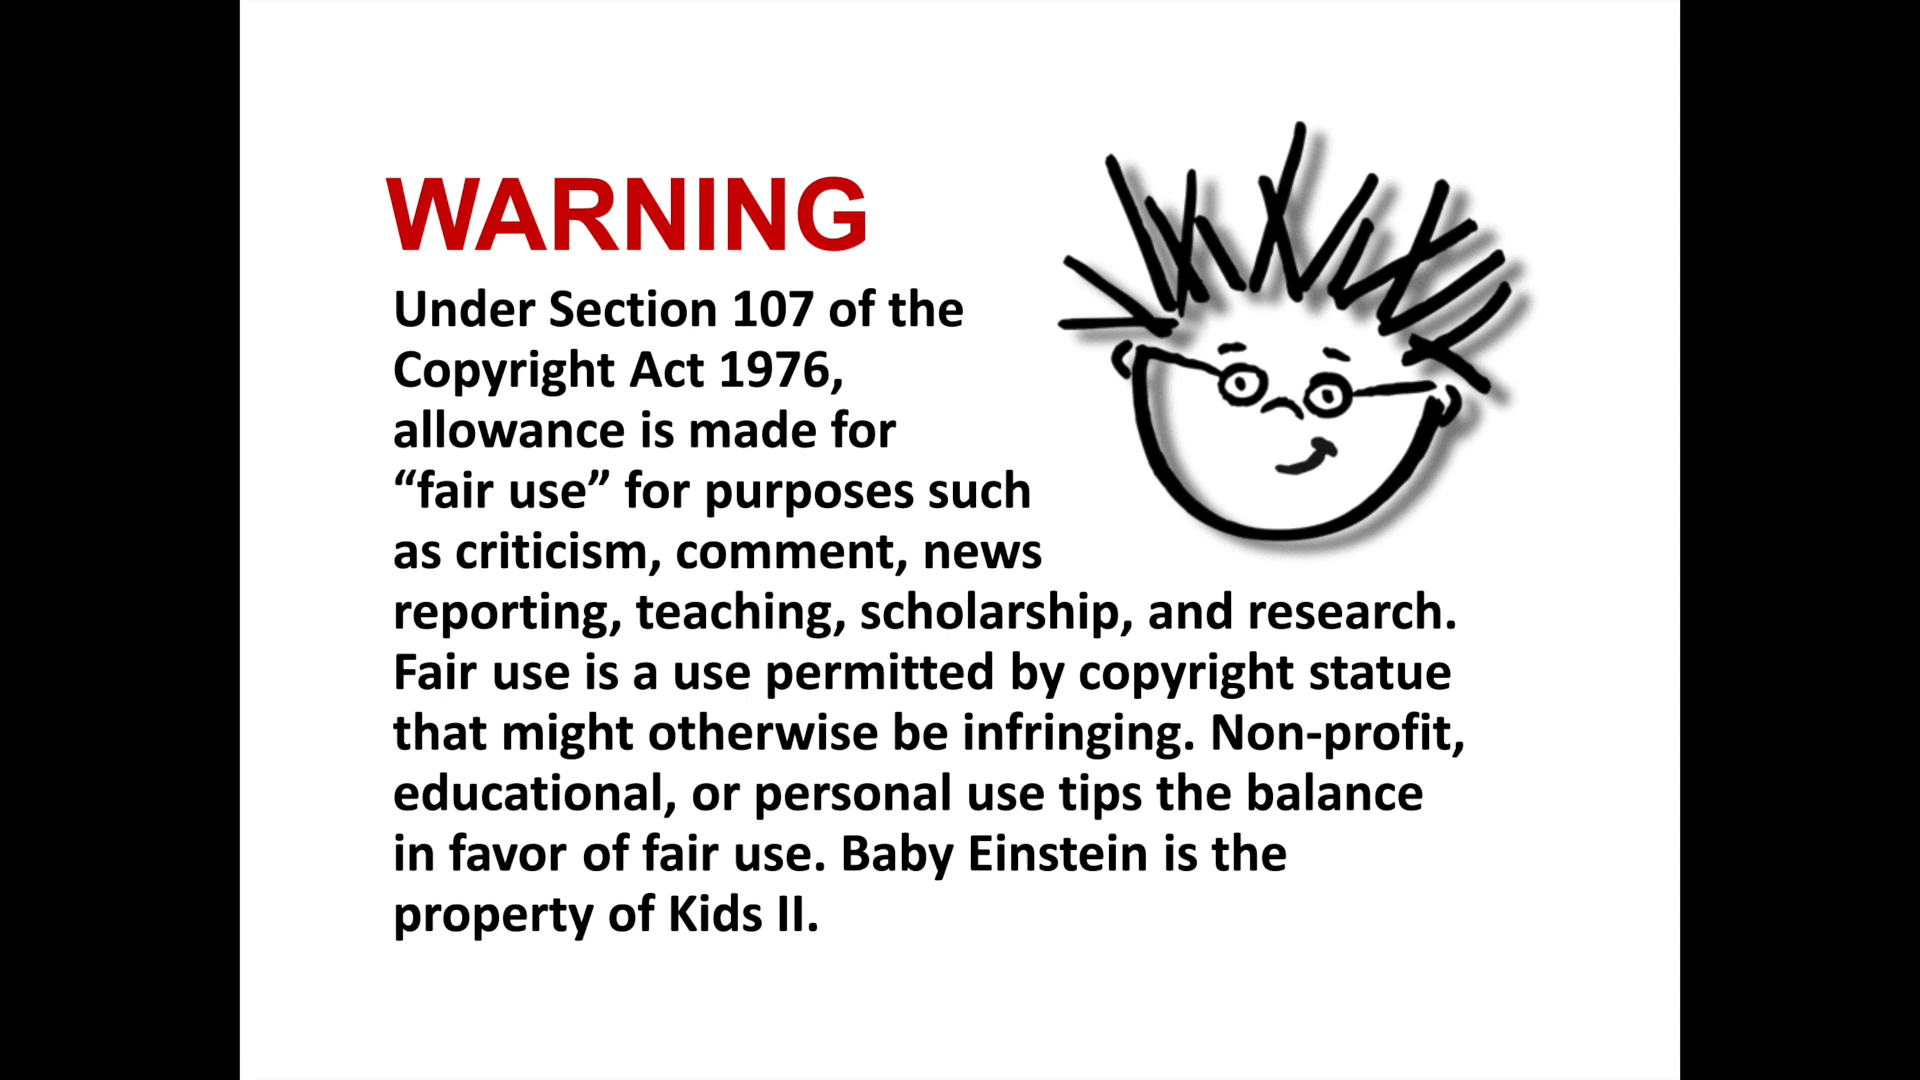 WARNING
Under Section 107 of the
Copyright Act 1976,
allowance is made for
“fair use” for purposes such
as criticism, comment, news
reporting, teaching, scholarship, and research.
Fair use is a use permitted by copyright statue
that might otherwise be infringing. Non-profit,
educational, or personal use tips the balance
in favor of fair use. Baby Einstein is the
property of Kids II.